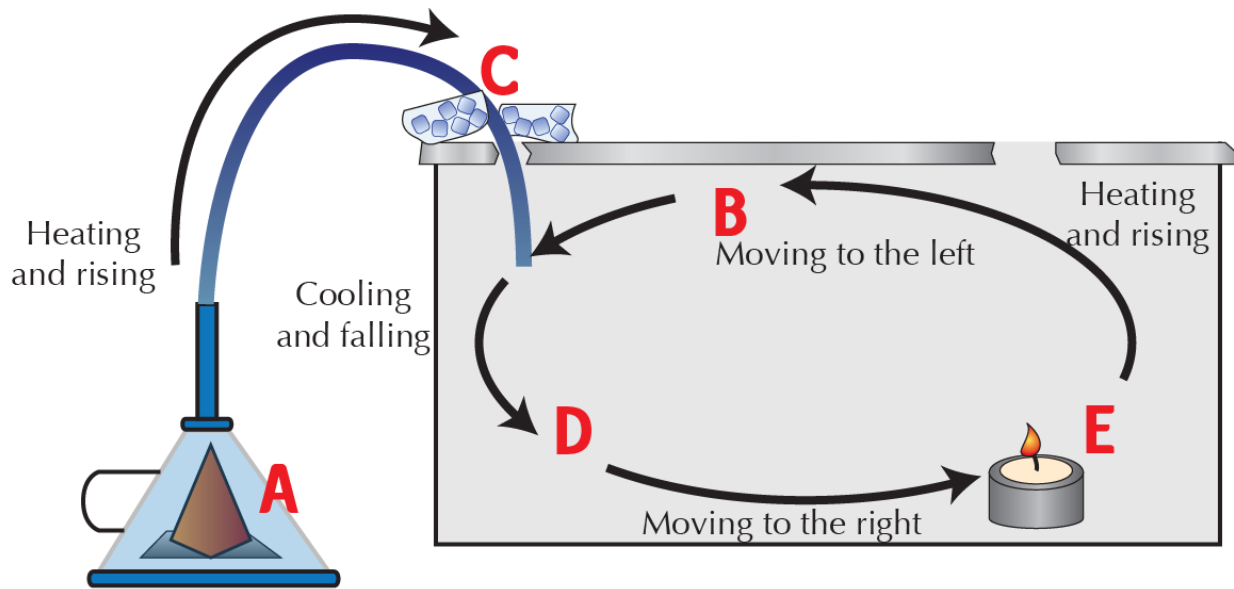 C
Heating
and rising
B
Moving to the left
Heating
and rising
Cooling
and falling
A
D
E
Moving to the right